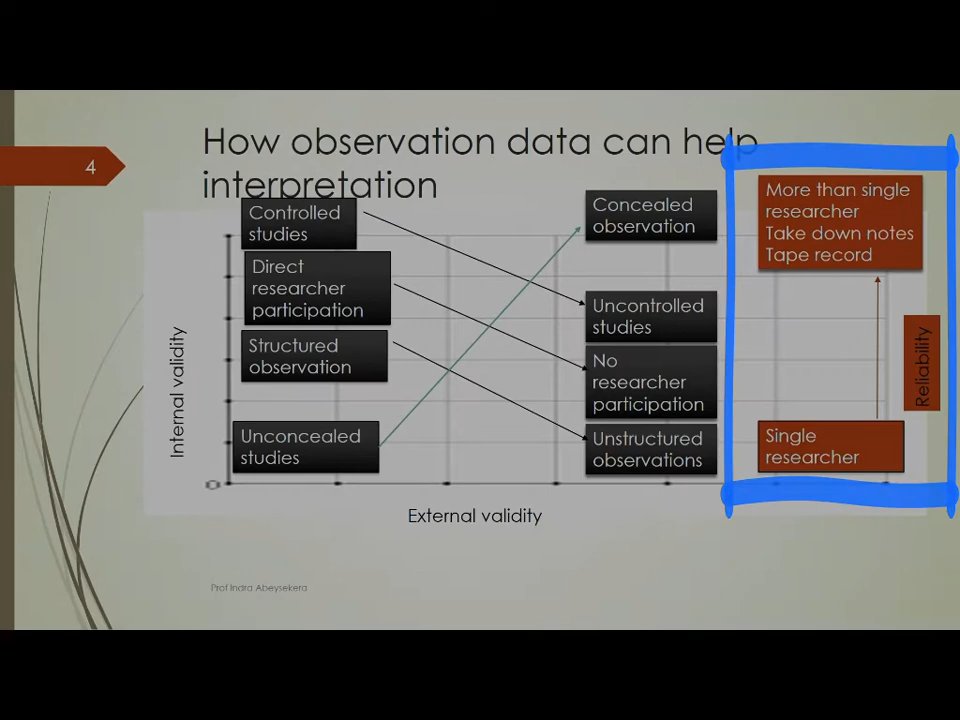 How observation data can help
interpretation
4
Controlled
studies
Direct
researcher
participation
Structured
observation
Unconcealed
studies
Internal validity
External validity
Concealed
observation
Uncontrolled
studies
No
researcher
participation
Unstructured
observations
More than single
researcher
Take down notes
Tape record
Single
researcher
Reliability
0
Prof Indra Abeysekera